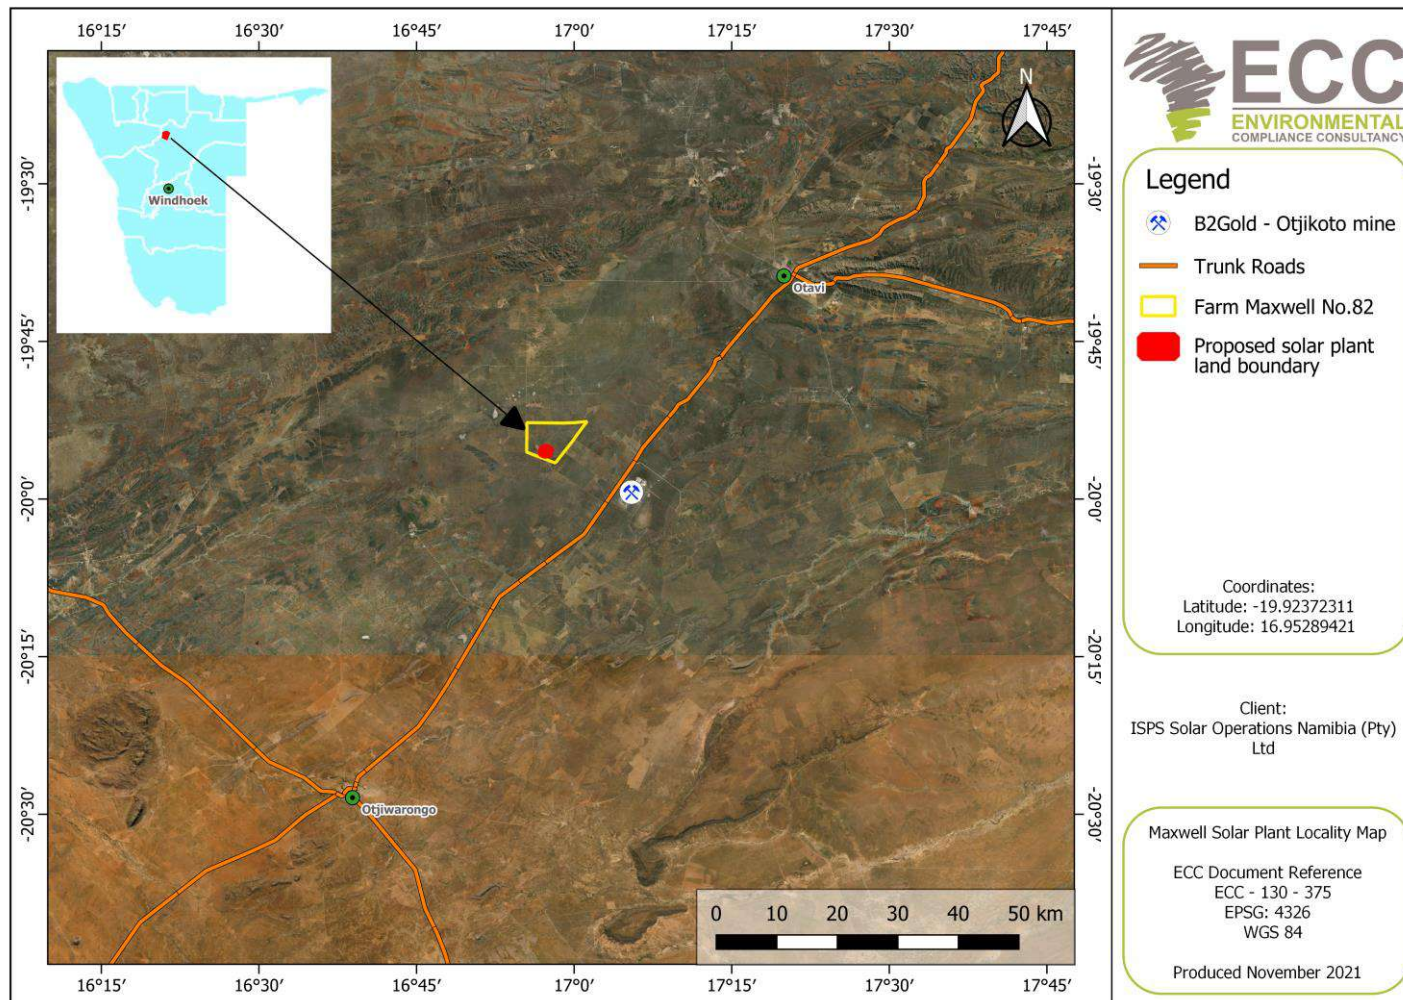 16°15′ 16°30′ 16°45′ 17°0′ 17°15′ 17°30′ 17°45′
-19°30′
-19°45′
-20°0′
-20°15′
-20°30′
Windhoek
N
Otavi
Otjiwarongo
0 10 20 30 40 50 km
-19°30′
-19°45′
-20°0′
-20°15′
-20°30′
16°15′ 16°30′ 16°45′ 17°0′ 17°15′ 17°30′ 17°45′
ECC
ENVIRONMENTAL
COMPLIANCE CONSULTANCY
Legend
B2Gold - Otjikoto mine
Trunk Roads
Farm Maxwell No.82
Proposed solar plant
land boundary
Coordinates:
Latitude: -19.92372311
Longitude: 16.95289421
Client:
ISPS Solar Operations Namibia (Pty)
Ltd
Maxwell Solar Plant Locality Map
ECC Document Reference
ECC - 130 - 375
EPSG: 4326
WGS 84
Produced November 2021